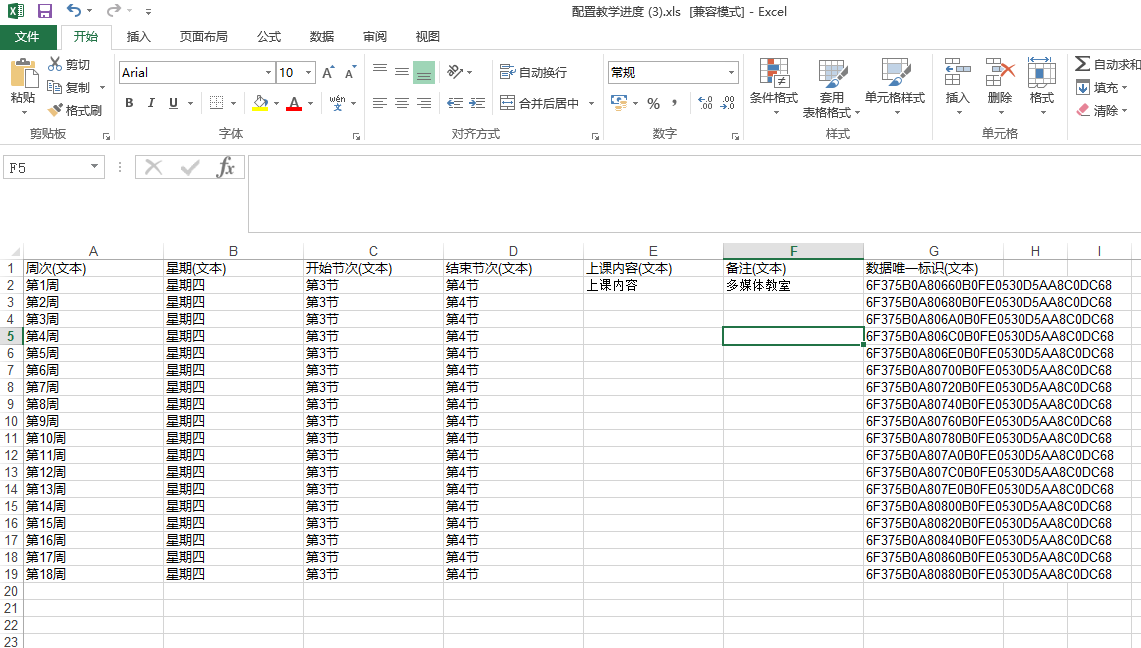 配置教学进度 (3).xls [兼容模式] - Excel
文件 开始 插入 页面布局 公式 数据 审阅 视图
剪切 Arial 10 A A 自动换行 常规 自动求和
粘贴 复制 条件格式 套用 单元格样式 插入 删除 格式 填充
格式刷 B I U A wén 文 合并后居中 % , .0 .00 表格格式 清除
剪贴板 字体 对齐方式 数字 样式 单元格
F5 fx
A B C D E F G H I
1 周次(文本) 星期(文本) 开始节次(文本) 结束节次(文本) 上课内容(文本) 备注(文本) 数据唯一标识(文本)
2 第1周 星期四 第3节 第4节 上课内容 多媒体教室 6F375B0A80660B0FE0530D5AA8C0DC68
3 第2周 星期四 第3节 第4节 6F375B0A80680B0FE0530D5AA8C0DC68
4 第3周 星期四 第3节 第4节 6F375B0A806A0B0FE0530D5AA8C0DC68
5 第4周 星期四 第3节 第4节 6F375B0A806C0B0FE0530D5AA8C0DC68
6 第5周 星期四 第3节 第4节 6F375B0A806E0B0FE0530D5AA8C0DC68
7 第6周 星期四 第3节 第4节 6F375B0A80700B0FE0530D5AA8C0DC68
8 第7周 星期四 第3节 第4节 6F375B0A80720B0FE0530D5AA8C0DC68
9 第8周 星期四 第3节 第4节 6F375B0A80740B0FE0530D5AA8C0DC68
10 第9周 星期四 第3节 第4节 6F375B0A80760B0FE0530D5AA8C0DC68
11 第10周 星期四 第3节 第4节 6F375B0A80780B0FE0530D5AA8C0DC68
12 第11周 星期四 第3节 第4节 6F375B0A807A0B0FE0530D5AA8C0DC68
13 第12周 星期四 第3节 第4节 6F375B0A807C0B0FE0530D5AA8C0DC68
14 第13周 星期四 第3节 第4节 6F375B0A807E0B0FE0530D5AA8C0DC68
15 第14周 星期四 第3节 第4节 6F375B0A80800B0FE0530D5AA8C0DC68
16 第15周 星期四 第3节 第4节 6F375B0A80820B0FE0530D5AA8C0DC68
17 第16周 星期四 第3节 第4节 6F375B0A80840B0FE0530D5AA8C0DC68
18 第17周 星期四 第3节 第4节 6F375B0A80860B0FE0530D5AA8C0DC68
19 第18周 星期四 第3节 第4节 6F375B0A80880B0FE0530D5AA8C0DC68
20
21
22
23